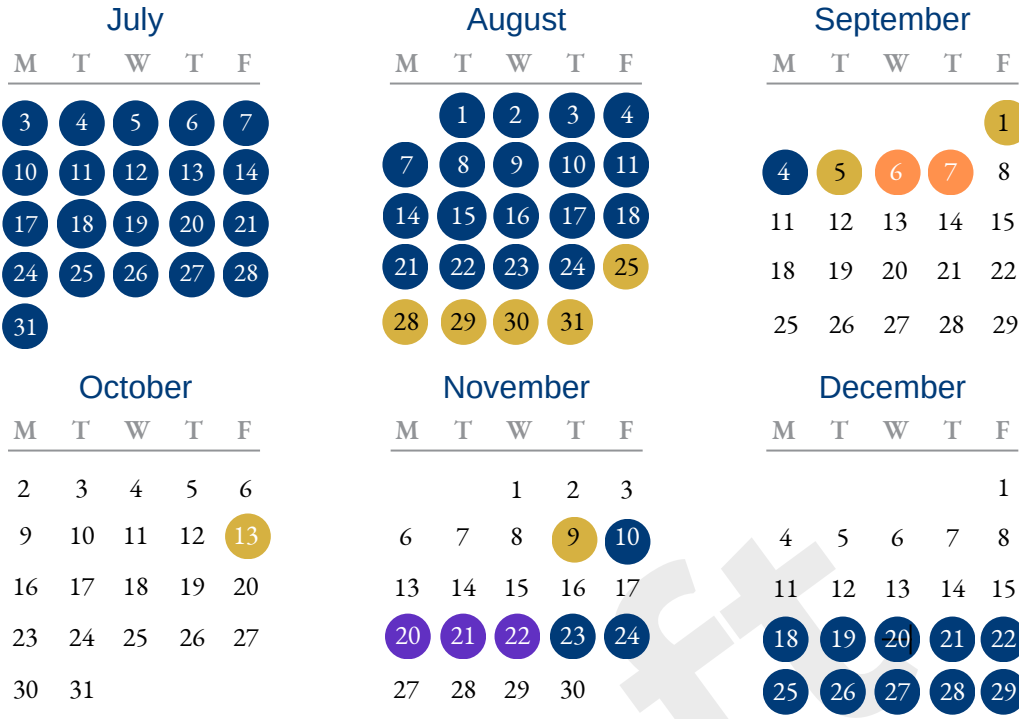 July
M T W T F
3 4 5 6 7
10 11 12 13 14
17 18 19 20 21
24 25 26 27 28
31
August
M T W T F
1 2 3 4
7 8 9 10 11
14 15 16 17 18
21 22 23 24 25
28 29 30 31
September
M T W T F
1
4 5 6 7 8
11 12 13 14 15
18 19 20 21 22
25 26 27 28 29
October
M T W T F
2 3 4 5 6
9 10 11 12 13
16 17 18 19 20
23 24 25 26 27
30 31
November
M T W T F
1 2 3
6 7 8 9 10
13 14 15 16 17
20 21 22 23 24
27 28 29 30
December
M T W T F
1
4 5 6 7 8
11 12 13 14 15
18 19 20 21 22
25 26 27 28 29
ft